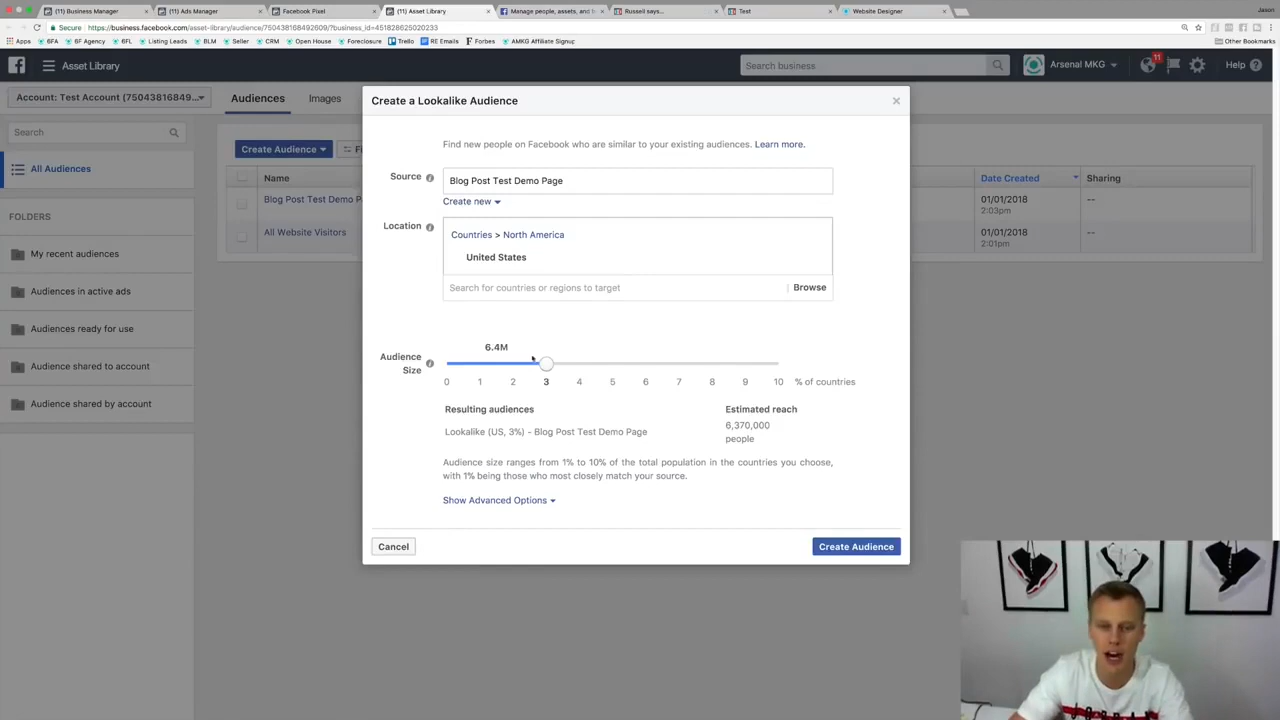 (11) Business Manager
(11) Ads Manager
Facebook Pixel
(11) Asset Library
Manage people, assets, and
Russell says...
Test
Website Designer
Jason
Secure
https://business.facebook.com/asset-library/audience/750438168492609/?business_id=451828625020233
Apps
6FA
6F Agency
6FL
Listing Leads
BLM
Seller
CRM
Open House
Foreclosure
Trello
RE Emails
Forbes
AMKG Affiliate Signup
Other Bookmarks
Asset Library
Search business
Arsenal MKG
11
Help
Account: Test Account (75043816849...
Audiences
Images
Create a Lookalike Audience
Search
Create Audience
Fi
All Audiences
Name
Date Created
Sharing
Blog Post Test Demo P
01/01/2018
2:03pm
--
All Website Visitors
01/01/2018
2:01pm
--
FOLDERS
My recent audiences
Audiences in active ads
Audiences ready for use
Audience shared to account
Audience shared by account
Find new people on Facebook who are similar to your existing audiences. Learn more.
Source
Blog Post Test Demo Page
Create new
Location
Countries > North America
United States
Search for countries or regions to target
Browse
6.4M
Audience
Size
0 1 2 3 4 5 6 7 8 9 10 % of countries
Resulting audiences
Estimated reach
Lookalike (US, 3%) - Blog Post Test Demo Page
6,370,000
people
Audience size ranges from 1% to 10% of the total population in the countries you choose,
with 1% being those who most closely match your source.
Show Advanced Options
Cancel
Create Audience